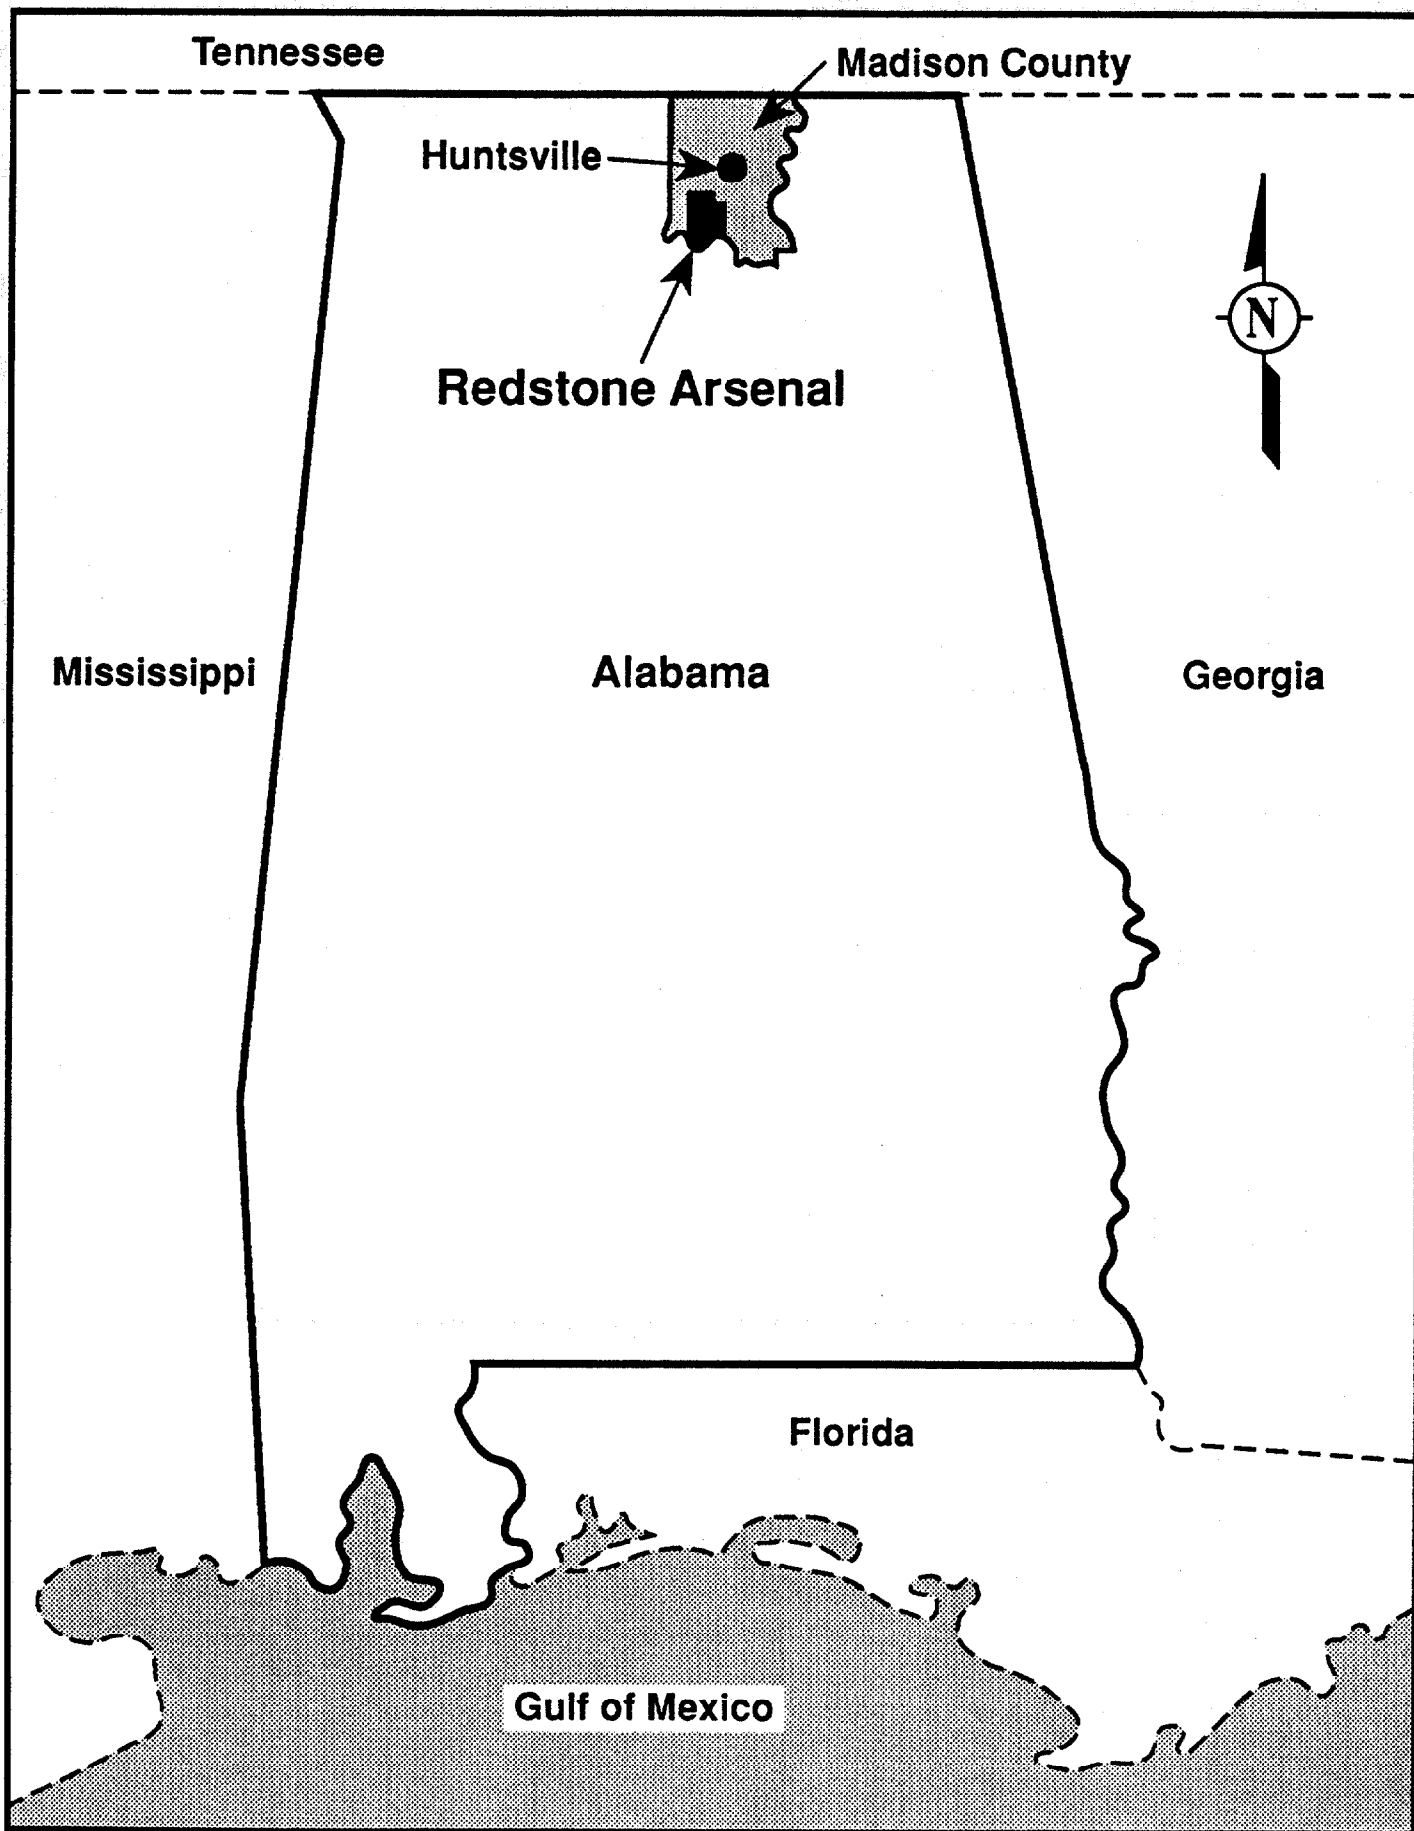 Tennessee
Madison County
Huntsville
N
Redstone Arsenal
Mississippi
Alabama
Georgia
Florida
Gulf of Mexico